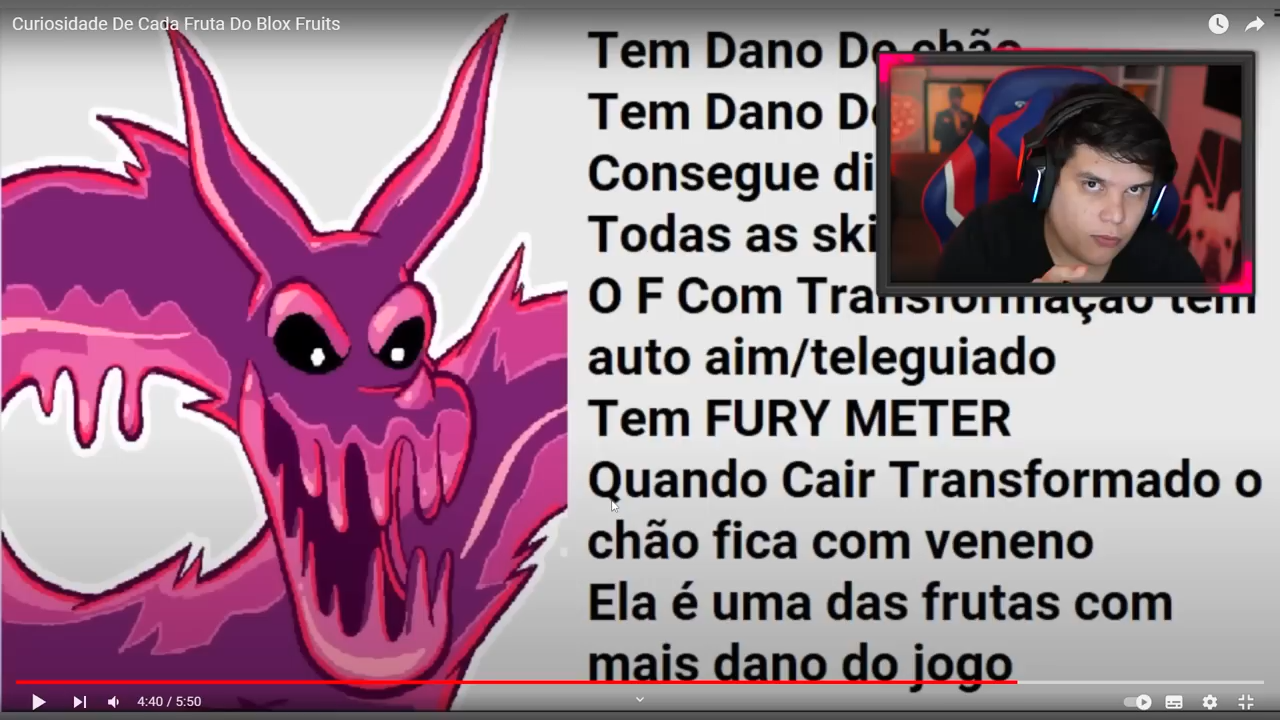 Curiosidade De Cada Fruta Do Blox Fruits
Tem Dano De chão
Tem Dano
Consegue
Todas as
O F Com Transformação tem
auto aim/teleguiado
Tem FURY METER
Quando Cair Transformado o
chão fica com veneno
Ela é uma das frutas com
mais dano do jogo
4:40 / 5:50